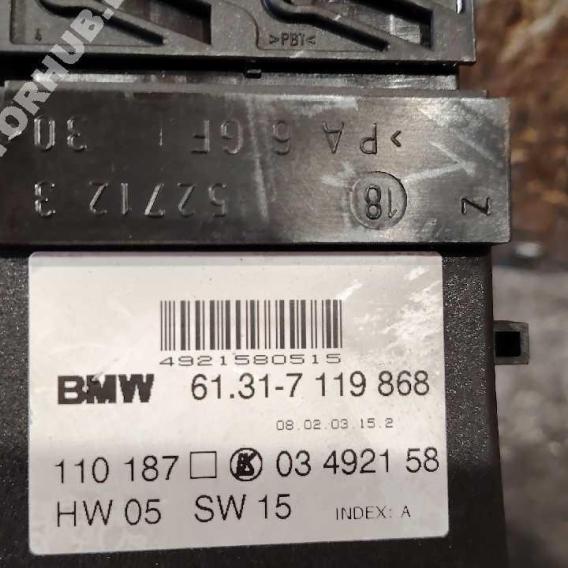 >PBT<
>PA 6 GF 30
52712 3
18
Z
4921580515
BMW 61.31-7 119 868
08.02.03.15.2
110 187 03 4921 58
HW 05 SW 15 INDEX: A